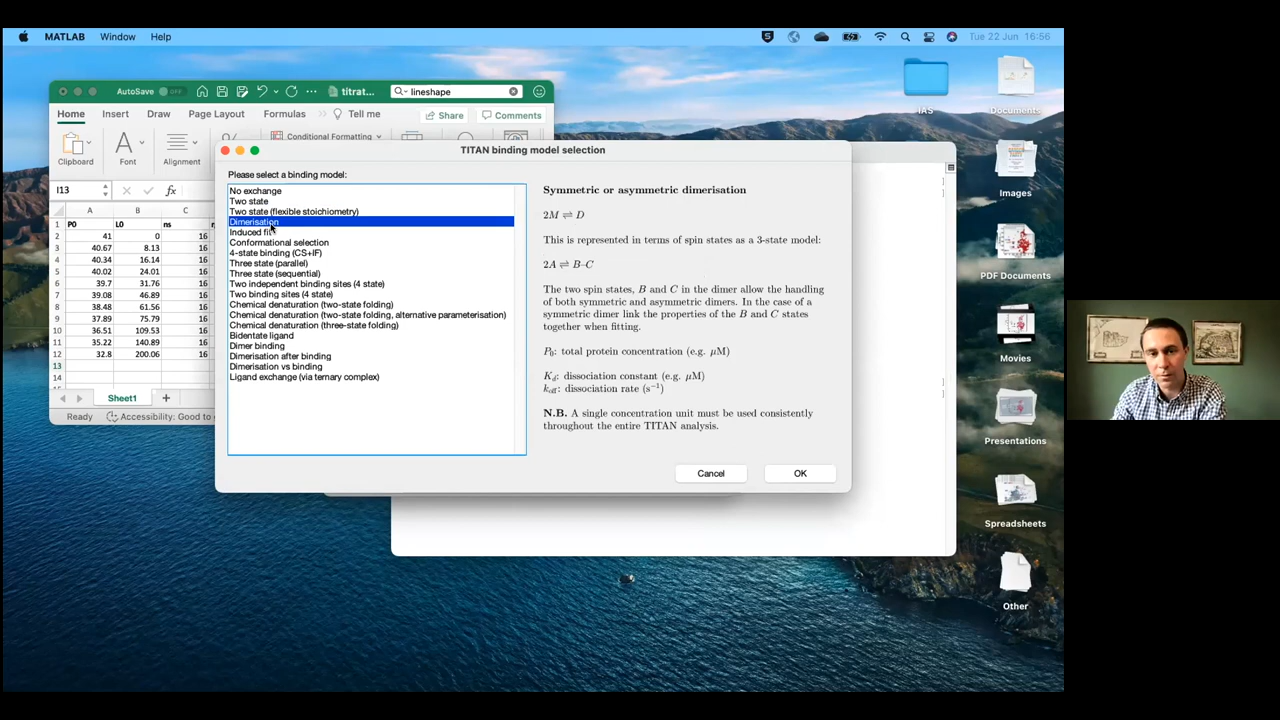 MATLAB Window Help
Tue 22 Jun 16:56
AutoSave OFF titrat... lineshape
Home Insert Draw Page Layout Formulas Tell me Share Comments
Conditional Formatting
Clipboard Font Alignment
I13 fx
A B C
1 P0 L0 ns
2 41 0 16
3 40.67 8.13 16
4 40.34 16.14 16
5 40.02 24.01 16
6 39.7 31.76 16
7 39.08 46.89 16
8 38.48 61.56 16
9 37.89 75.79 16
10 36.51 109.53 16
11 35.22 140.89 16
12 32.8 200.06 16
13
14
Sheet1
Ready Accessibility: Good to
TITAN binding model selection
Please select a binding model:
No exchange
Two state
Two state (flexible stoichiometry)
Dimerisation
Induced fit
Conformational selection
4-state binding (CS+IF)
Three state (parallel)
Three state (sequential)
Two independent binding sites (4 state)
Two binding sites (4 state)
Chemical denaturation (two-state folding)
Chemical denaturation (two-state folding, alternative parameterisation)
Chemical denaturation (three-state folding)
Bidentate ligand
Dimer binding
Dimerisation after binding
Dimerisation vs binding
Ligand exchange (via ternary complex)
Symmetric or asymmetric dimerisation
2M ⇌ D
This is represented in terms of spin states as a 3-state model:
2A ⇌ B–C
The two spin states, B and C in the dimer allow the handling
of both symmetric and asymmetric dimers. In the case of a
symmetric dimer link the properties of the B and C states
together when fitting.
P₀: total protein concentration (e.g. μM)
K_d: dissociation constant (e.g. μM)
k_off: dissociation rate (s⁻¹)
N.B. A single concentration unit must be used consistently
throughout the entire TITAN analysis.
Cancel OK
IAS
Documents
Images
PDF Documents
Movies
Presentations
Spreadsheets
Other